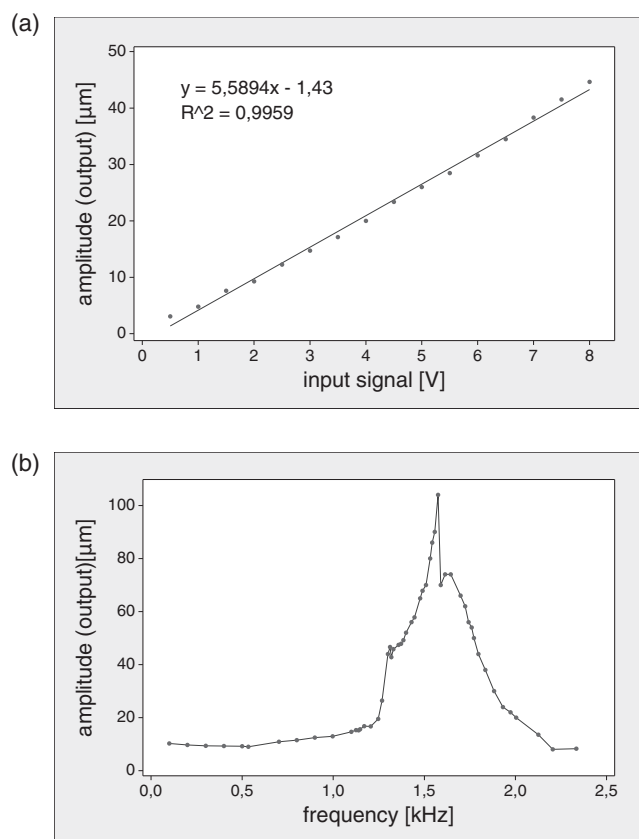 (a)
amplitude (output) [µm]
50
40
30
20
10
0
y = 5,5894x - 1,43
R^2 = 0,9959
0 1 2 3 4 5 6 7 8
input signal [V]
(b)
amplitude (output)[µm]
100
80
60
40
20
0
0,0 0,5 1,0 1,5 2,0 2,5
frequency [kHz]